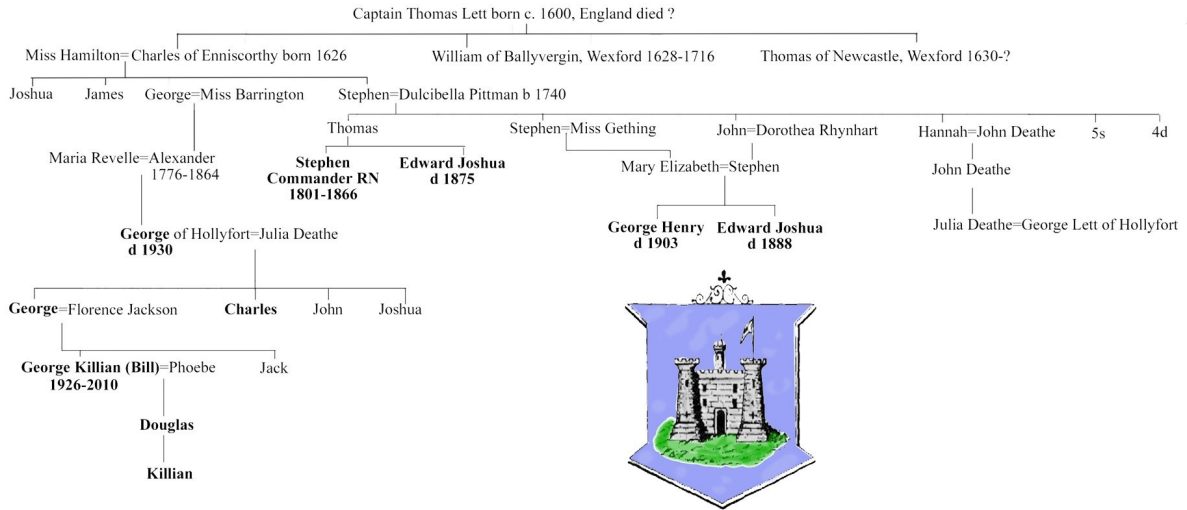 Captain Thomas Lett born c. 1600, England died ?
Miss Hamilton=Charles of Enniscorthy born 1626
William of Ballyvergin, Wexford 1628-1716
Thomas of Newcastle, Wexford 1630-?
Joshua
James
George=Miss Barrington
Stephen=Dulcibella Pittman b 1740
Thomas
Stephen=Miss Gething
John=Dorothea Rhynhart
Hannah=John Deathe
5s
4d
Maria Revelle=Alexander
1776-1864
Stephen
Commander RN
1801-1866
Edward Joshua
d 1875
Mary Elizabeth=Stephen
John Deathe
George of Hollyfort=Julia Deathe
d 1930
George Henry
d 1903
Edward Joshua
d 1888
Julia Deathe=George Lett of Hollyfort
George=Florence Jackson
Charles
John
Joshua
George Killian (Bill)=Phoebe
1926-2010
Jack
Douglas
Killian